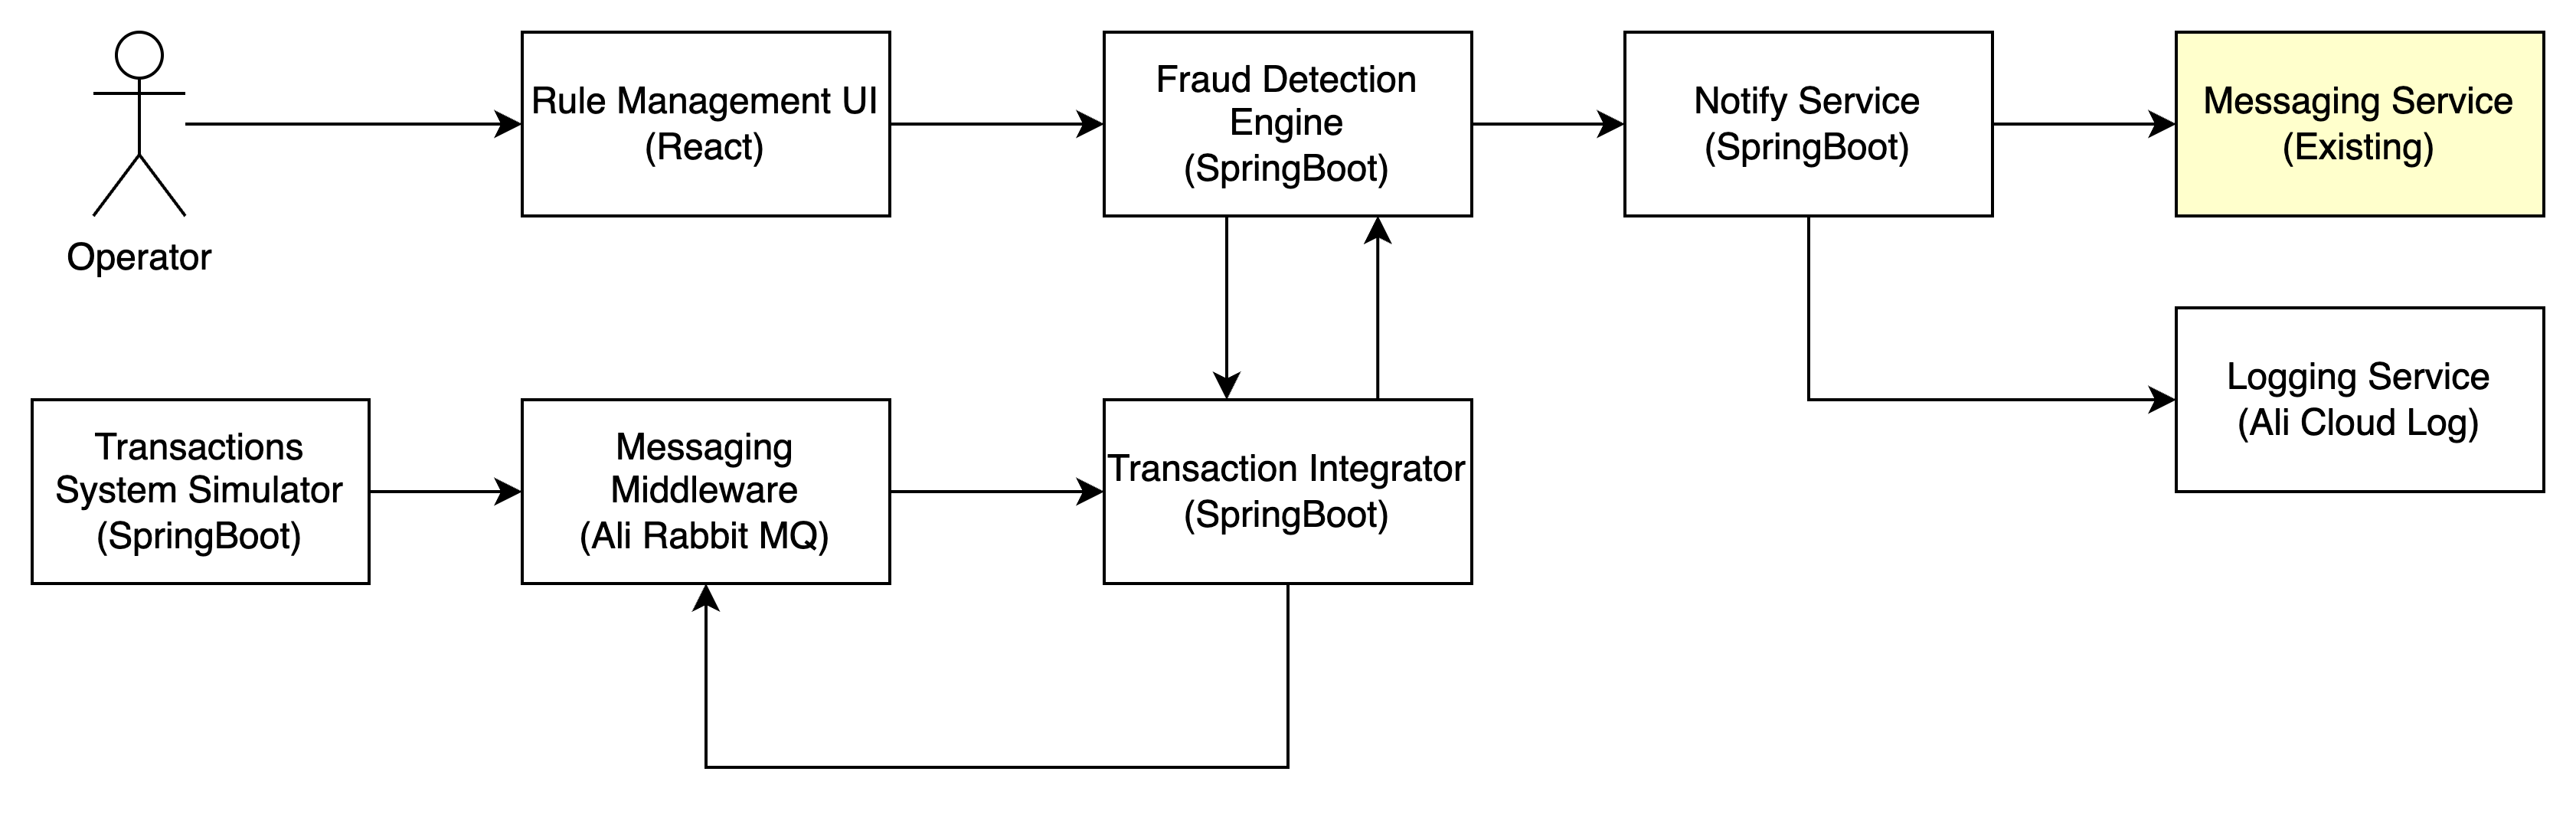 Rule Management UI
(React)
Fraud Detection
Engine
(SpringBoot)
Notify Service
(SpringBoot)
Messaging Service
(Existing)
Operator
Transactions
System Simulator
(SpringBoot)
Messaging
Middleware
(Ali Rabbit MQ)
Transaction Integrator
(SpringBoot)
Logging Service
(Ali Cloud Log)